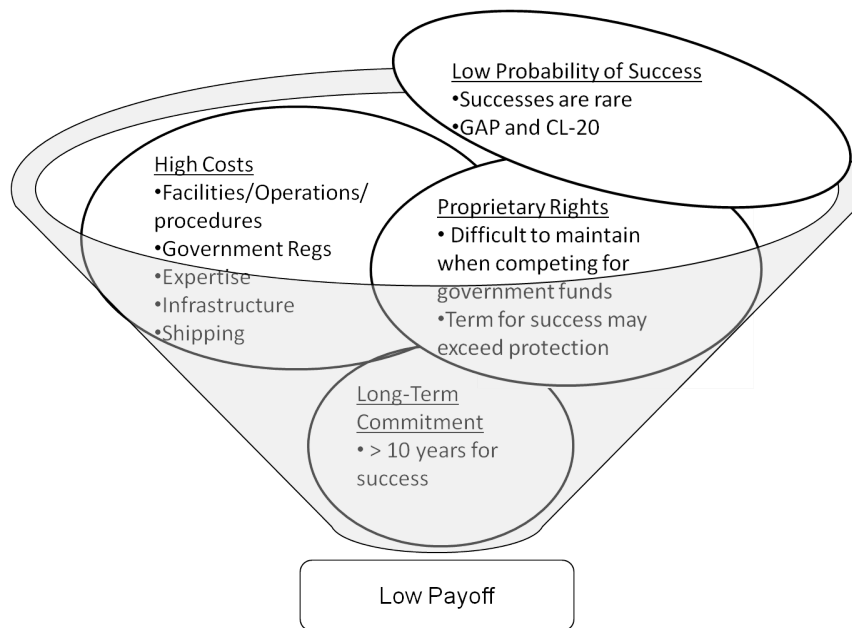 Low Probability of Success
•Successes are rare
•GAP and CL-20
High Costs
•Facilities/Operations/
procedures
•Government Regs
•Expertise
•Infrastructure
•Shipping
Proprietary Rights
• Difficult to maintain
when competing for
government funds
•Term for success may
exceed protection
Long-Term
Commitment
• > 10 years for
success
Low Payoff